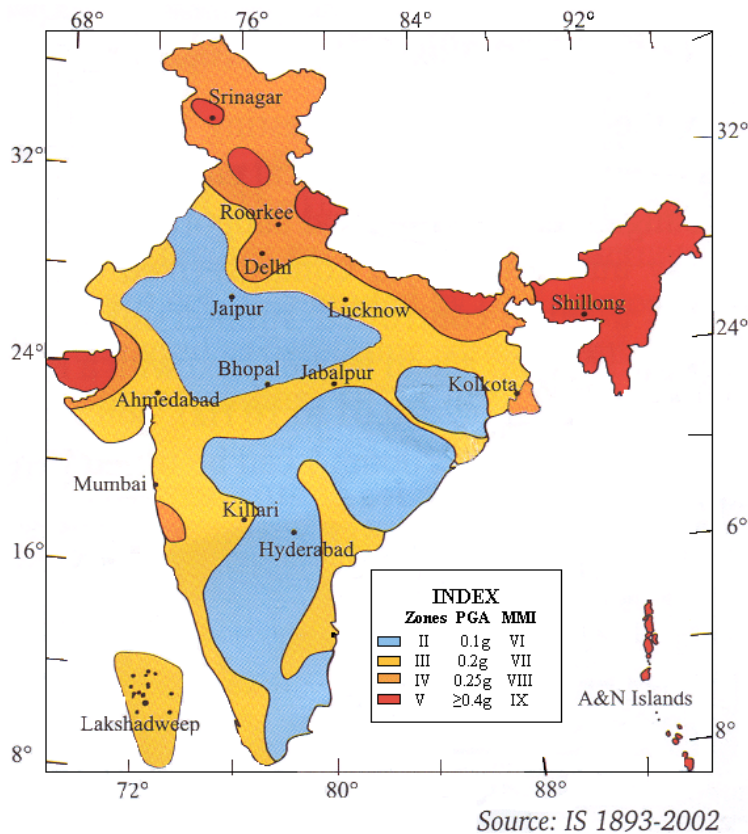 68° 76° 84° 92°
Srinagar
32°
32°
Roorkee
Delhi
Jaipur
Lucknow
Shillong
24°
24°
Bhopal
Jabalpur
Kolkota
Ahmedabad
Mumbai
Killari
Hyderabad
6°
16°
INDEX
Zones PGA MMI
II 0.1g VI
III 0.2g VII
IV 0.25g VIII
V ≥0.4g IX
A&N Islands
Lakshadweep
8°
8°
72° 80° 88°
Source: IS 1893-2002